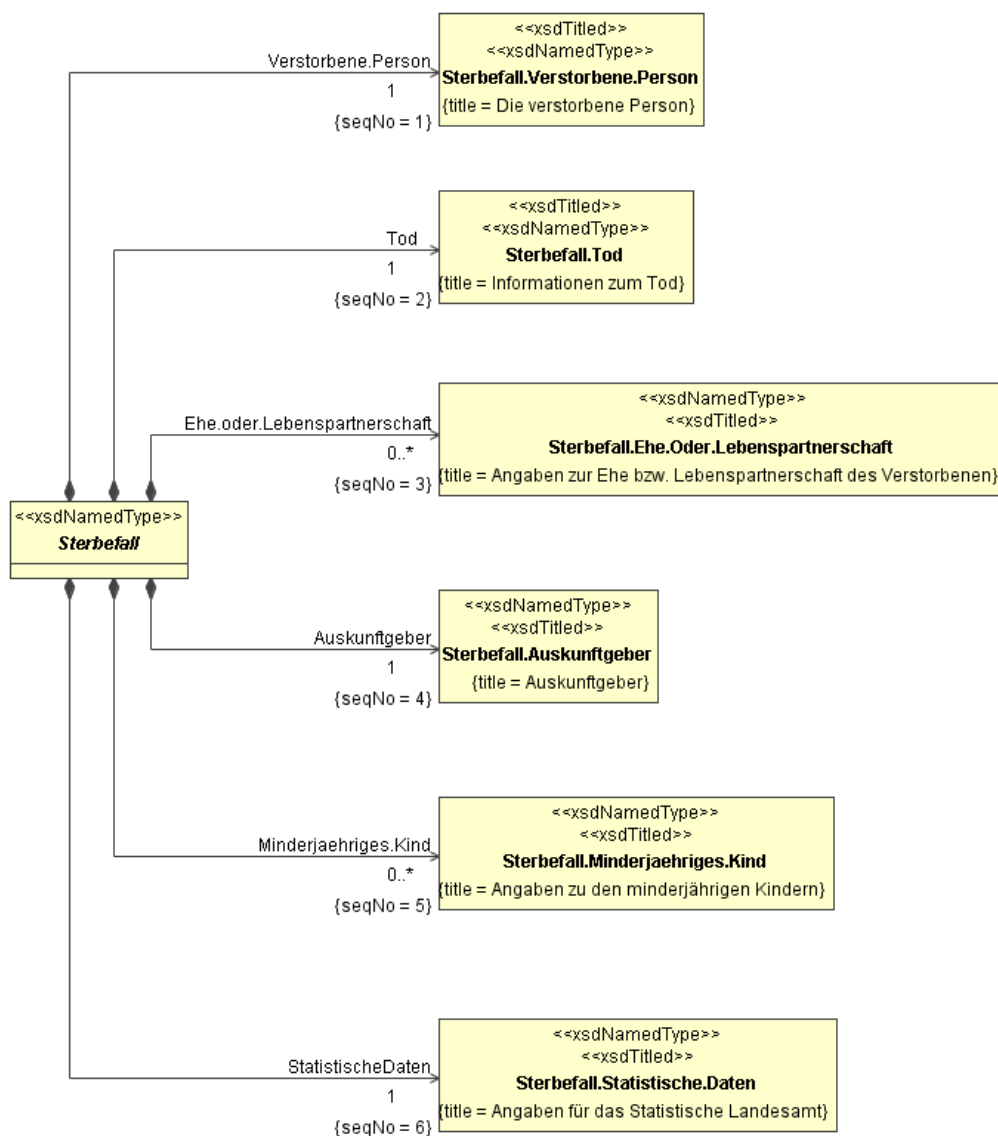 <<xsdTitled>>
<<xsdNamedType>>
Sterbefall.Verstorbene.Person
{title = Die verstorbene Person}
Verstorbene.Person
1
{seqNo = 1}
<<xsdTitled>>
<<xsdNamedType>>
Sterbefall.Tod
{title = Informationen zum Tod}
Tod
1
{seqNo = 2}
<<xsdNamedType>>
<<xsdTitled>>
Sterbefall.Ehe.Oder.Lebenspartnerschaft
{title = Angaben zur Ehe bzw. Lebenspartnerschaft des Verstorbenen}
Ehe.oder.Lebenspartnerschaft
0..*
{seqNo = 3}
<<xsdNamedType>>
Sterbefall
<<xsdNamedType>>
<<xsdTitled>>
Sterbefall.Auskunftgeber
{title = Auskunftgeber}
Auskunftgeber
1
{seqNo = 4}
<<xsdNamedType>>
<<xsdTitled>>
Sterbefall.Minderjaehriges.Kind
{title = Angaben zu den minderjährigen Kindern}
Minderjaehriges.Kind
0..*
{seqNo = 5}
<<xsdNamedType>>
<<xsdTitled>>
Sterbefall.Statistische.Daten
{title = Angaben für das Statistische Landesamt}
StatistischeDaten
1
{seqNo = 6}